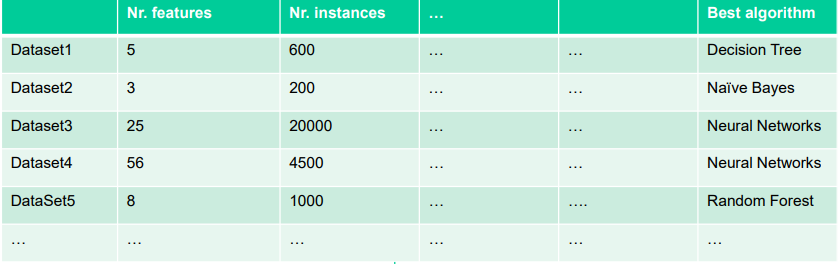 Nr. features Nr. instances … Best algorithm
Dataset1 5 600 … … Decision Tree
Dataset2 3 200 … … Naïve Bayes
Dataset3 25 20000 … … Neural Networks
Dataset4 56 4500 … … Neural Networks
DataSet5 8 1000 … …. Random Forest
… … … … … …